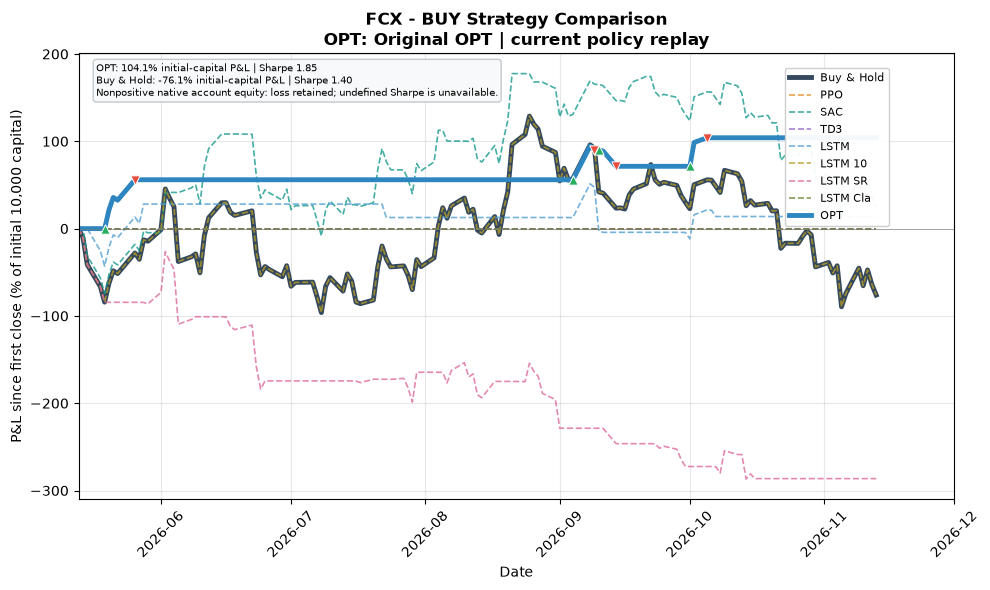 FCX - BUY Strategy Comparison
OPT: Original OPT | current policy replay
OPT: 104.1% initial-capital P&L | Sharpe 1.85
Buy & Hold: -76.1% initial-capital P&L | Sharpe 1.40
Nonpositive native account equity: loss retained; undefined Sharpe is unavailable.
Buy & Hold
PPO
SAC
TD3
LSTM
LSTM 10
LSTM SR
LSTM Cla
OPT
P&L since first close (% of initial 10,000 capital)
200
100
0
−100
−200
−300
2026-06
2026-07
2026-08
2026-09
2026-10
2026-11
2026-12
Date